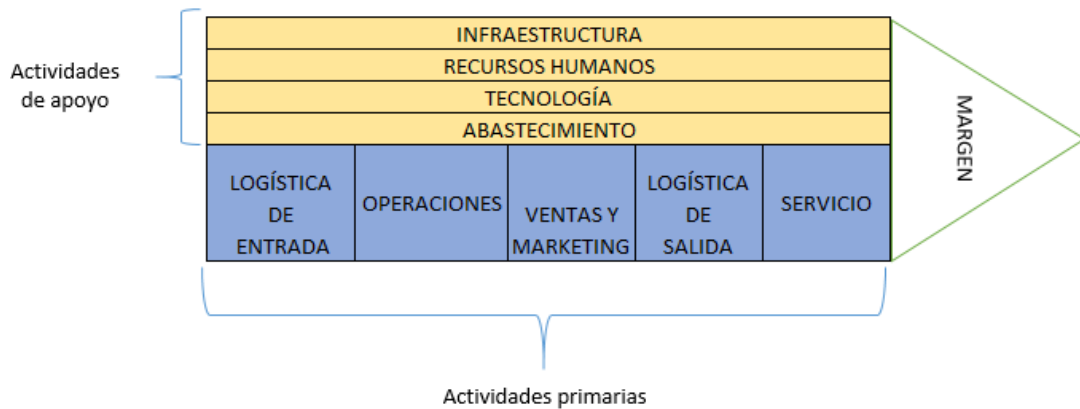 INFRAESTRUCTURA
RECURSOS HUMANOS
TECNOLOGÍA
ABASTECIMIENTO
Actividades
de apoyo
LOGÍSTICA
DE
ENTRADA
OPERACIONES
VENTAS Y
MARKETING
LOGÍSTICA
DE
SALIDA
SERVICIO
MARGEN
Actividades primarias